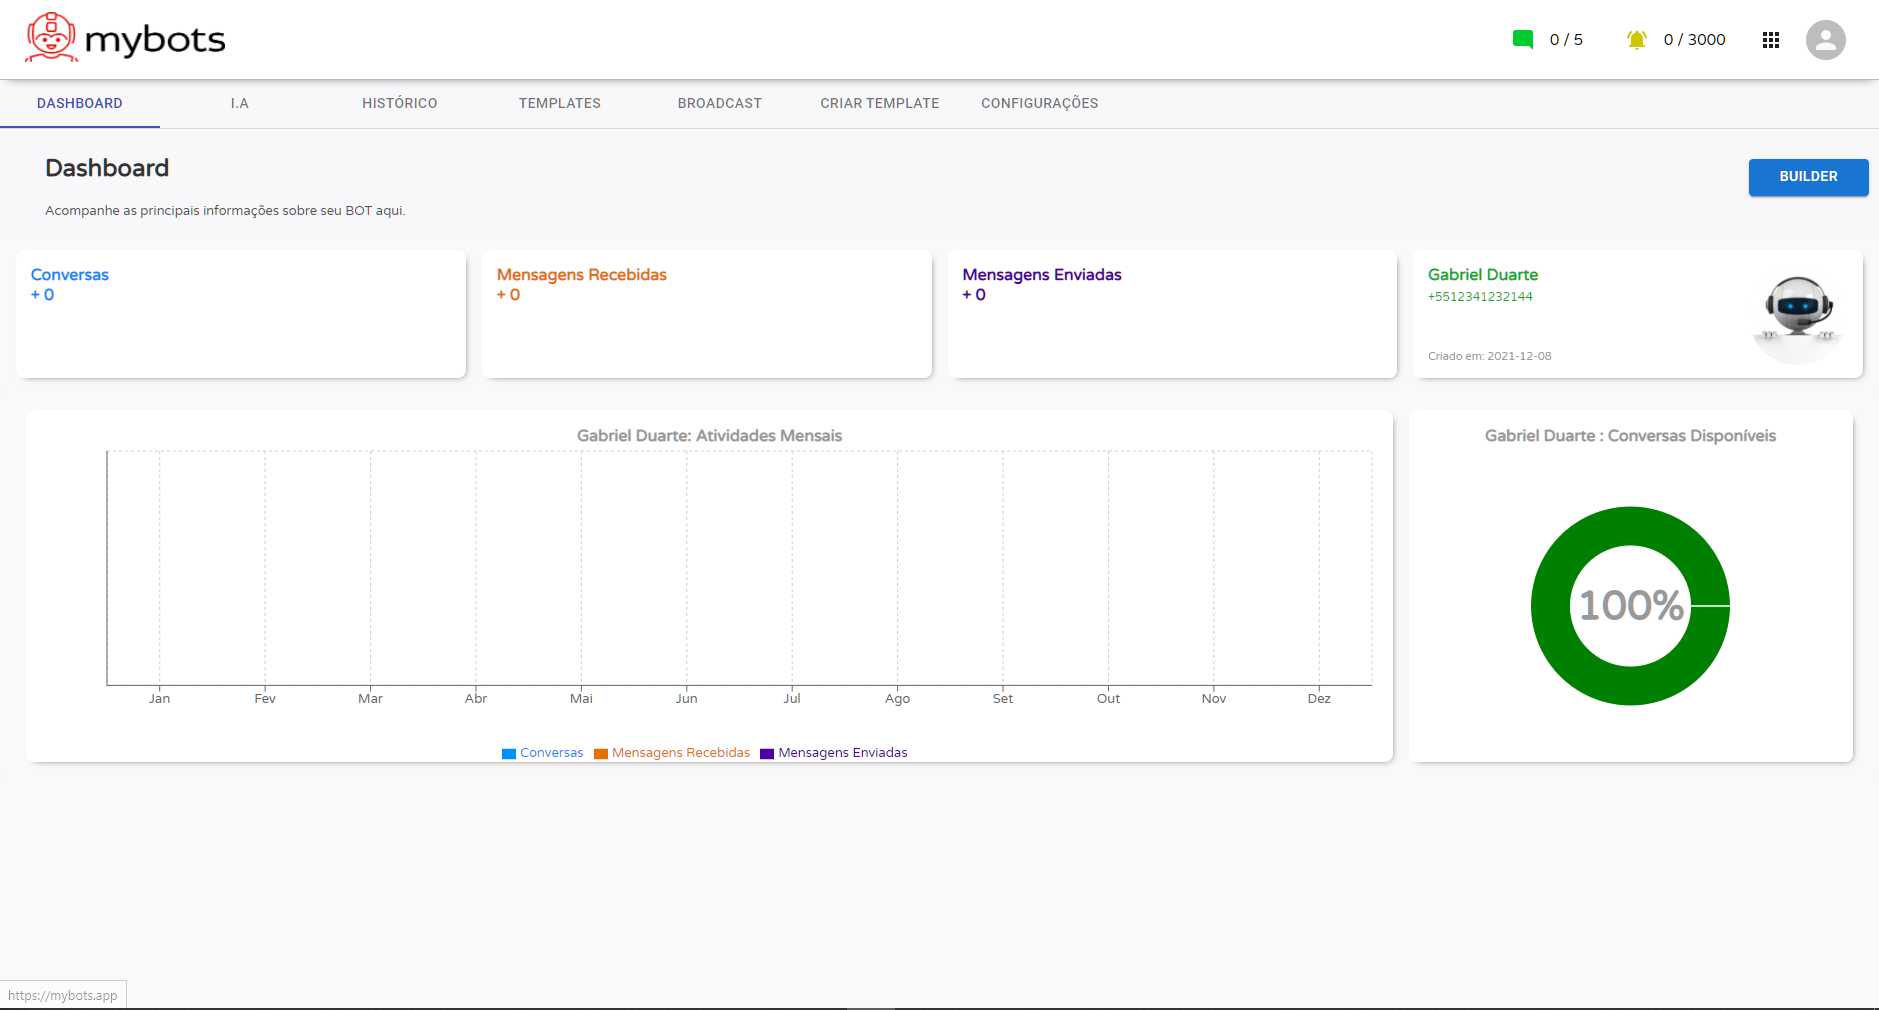 mybots
0 / 5
0 / 3000
DASHBOARD
I.A
HISTÓRICO
TEMPLATES
BROADCAST
CRIAR TEMPLATE
CONFIGURAÇÕES
Dashboard
BUILDER
Acompanhe as principais informações sobre seu BOT aqui.
Conversas
+ 0
Mensagens Recebidas
+ 0
Mensagens Enviadas
+ 0
Gabriel Duarte
+5512341232144
Criado em: 2021-12-08
Gabriel Duarte: Atividades Mensais
Jan Fev Mar Abr Mai Jun Jul Ago Set Out Nov Dez
Conversas Mensagens Recebidas Mensagens Enviadas
Gabriel Duarte : Conversas Disponíveis
100%
https://mybots.app